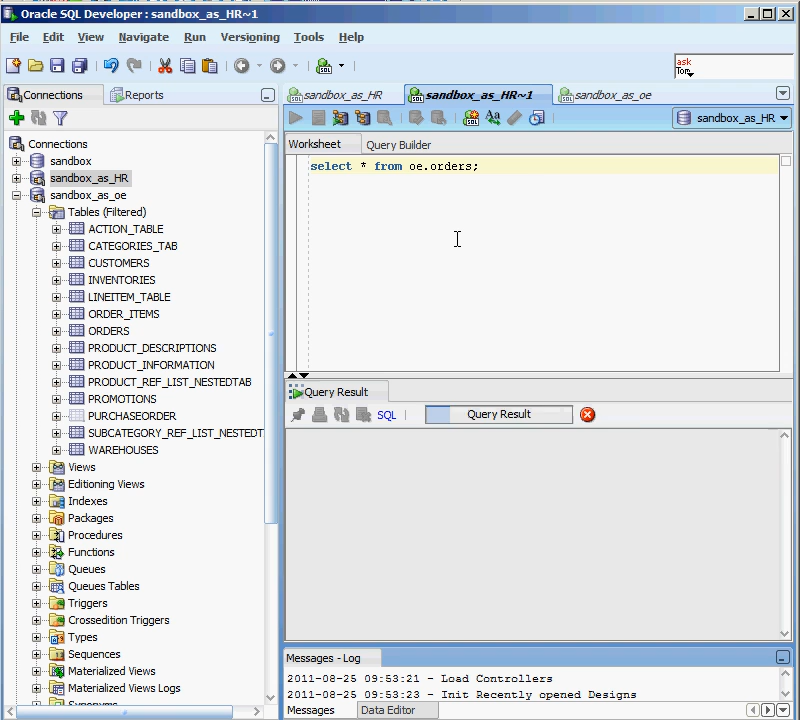 Oracle SQL Developer : sandbox_as_HR~1
File Edit View Navigate Run Versioning Tools Help
ask
Tom
Connections Reports sandbox_as_HR sandbox_as_HR~1 sandbox_as_oe
sandbox_as_HR
Worksheet Query Builder
select * from oe.orders;
Connections
sandbox
sandbox_as_HR
sandbox_as_oe
Tables (Filtered)
ACTION_TABLE
CATEGORIES_TAB
CUSTOMERS
INVENTORIES
LINEITEM_TABLE
ORDER_ITEMS
ORDERS
PRODUCT_DESCRIPTIONS
PRODUCT_INFORMATION
PRODUCT_REF_LIST_NESTEDTAB
PROMOTIONS
PURCHASEORDER
SUBCATEGORY_REF_LIST_NESTEDT
WAREHOUSES
Views
Editioning Views
Indexes
Packages
Procedures
Functions
Queues
Queues Tables
Triggers
Crossedition Triggers
Types
Sequences
Materialized Views
Materialized Views Logs
Query Result
SQL Query Result
Messages - Log
2011-08-25 09:53:21 - Load Controllers
2011-08-25 09:53:23 - Init Recently opened Designs
Messages Data Editor